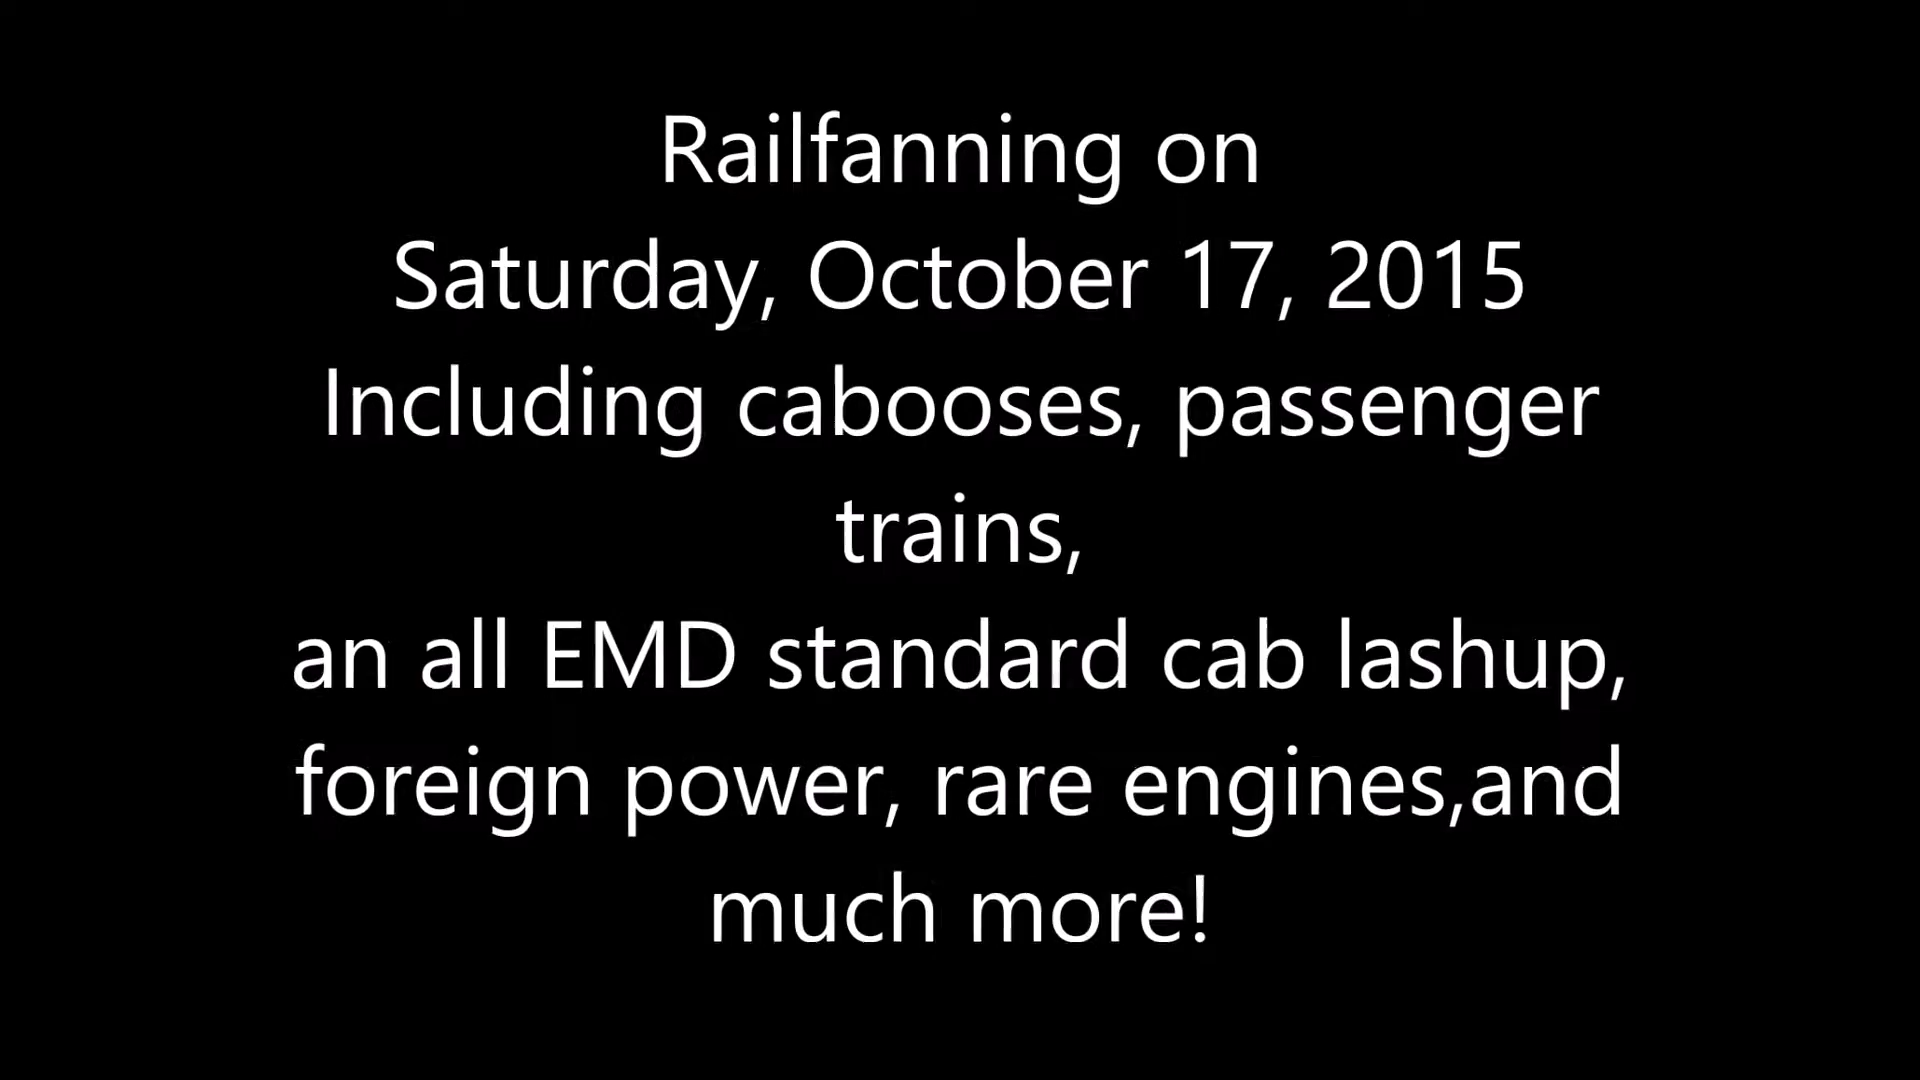 Railfanning on
Saturday, October 17, 2015
Including cabooses, passenger
trains,
an all EMD standard cab lashup,
foreign power, rare engines,and
much more!